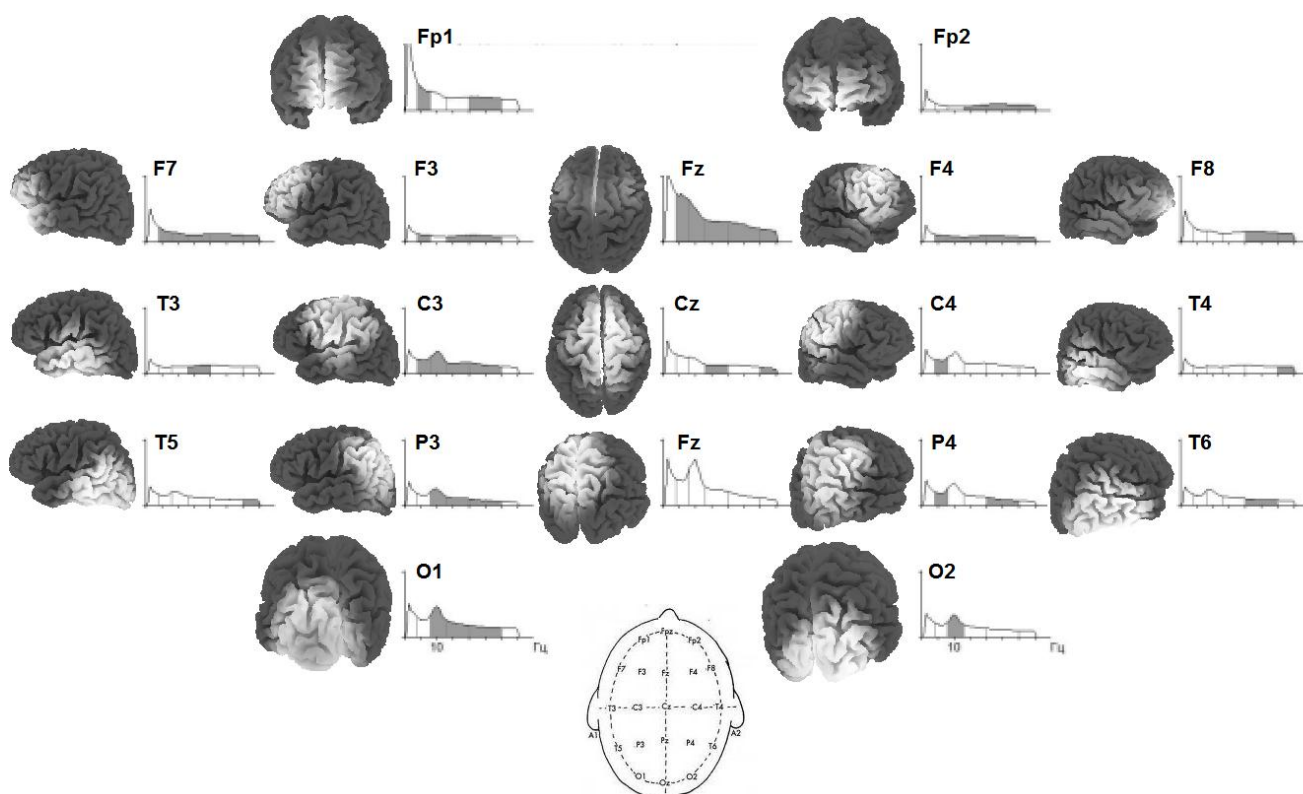 Fp1 Fp2
F7 F3 Fz F4 F8
T3 C3 Cz C4 T4
T5 P3 Fz P4 T6
O1 O2
10 Гц 10 Гц
Fp1 Fpz Fp2
F7 F3 Fz F4 F8
T3 C3 Cz C4 T4
A1 A2
T5 P3 Pz P4 T6
O1 Oz O2